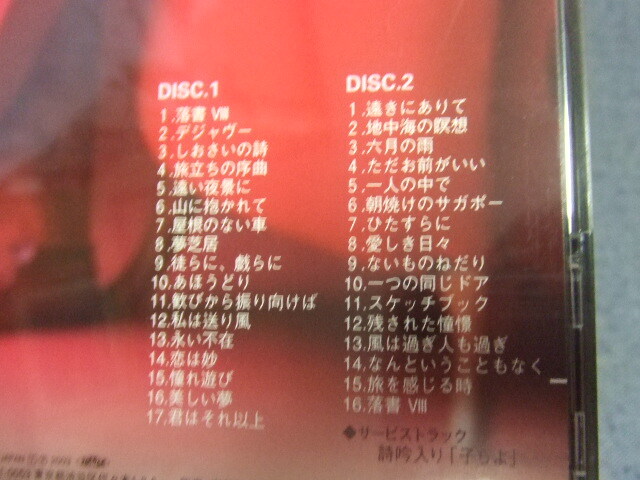 DISC.1
1.落書 Ⅷ
2.デジャヴー
3.しおさいの詩
4.旅立ちの序曲
5.遠い夜景に
6.山に抱かれて
7.屋根のない車
8.夢芝居
9.徒らに、戯らに
10.あほうどり
11.歓びから振り向けば
12.私は送り風
13.永い不在
14.恋は妙
15.憧れ遊び
16.美しい夢
17.君はそれ以上
DISC.2
1.遠きにありて
2.地中海の瞑想
3.六月の雨
4.ただお前がいい
5.一人の中で
6.朝焼けのサガポー
7.ひたすらに
8.愛しき日々
9.ないものねだり
10.一つの同じドア
11.スケッチブック
12.残された憧憬
13.風は過ぎ人も過ぎ
14.なんということもなく
15.旅を感じる時
16.落書 Ⅷ
◆サービストラック
詩吟入り「子らよ」